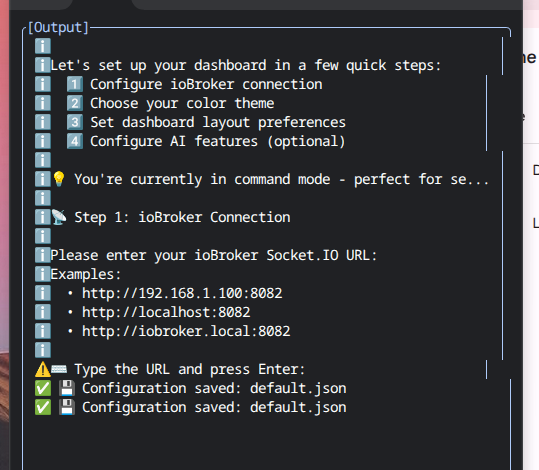 [Output]
ℹ️
ℹ️Let's set up your dashboard in a few quick steps:
ℹ️  1️⃣ Configure ioBroker connection
ℹ️  2️⃣ Choose your color theme
ℹ️  3️⃣ Set dashboard layout preferences
ℹ️  4️⃣ Configure AI features (optional)
ℹ️
ℹ️💡 You're currently in command mode - perfect for se...
ℹ️
ℹ️📡 Step 1: ioBroker Connection
ℹ️
ℹ️Please enter your ioBroker Socket.IO URL:
ℹ️Examples:
ℹ️  • http://192.168.1.100:8082
ℹ️  • http://localhost:8082
ℹ️  • http://iobroker.local:8082
ℹ️
⚠️⌨️ Type the URL and press Enter:
✅ 💾 Configuration saved: default.json
✅ 💾 Configuration saved: default.json